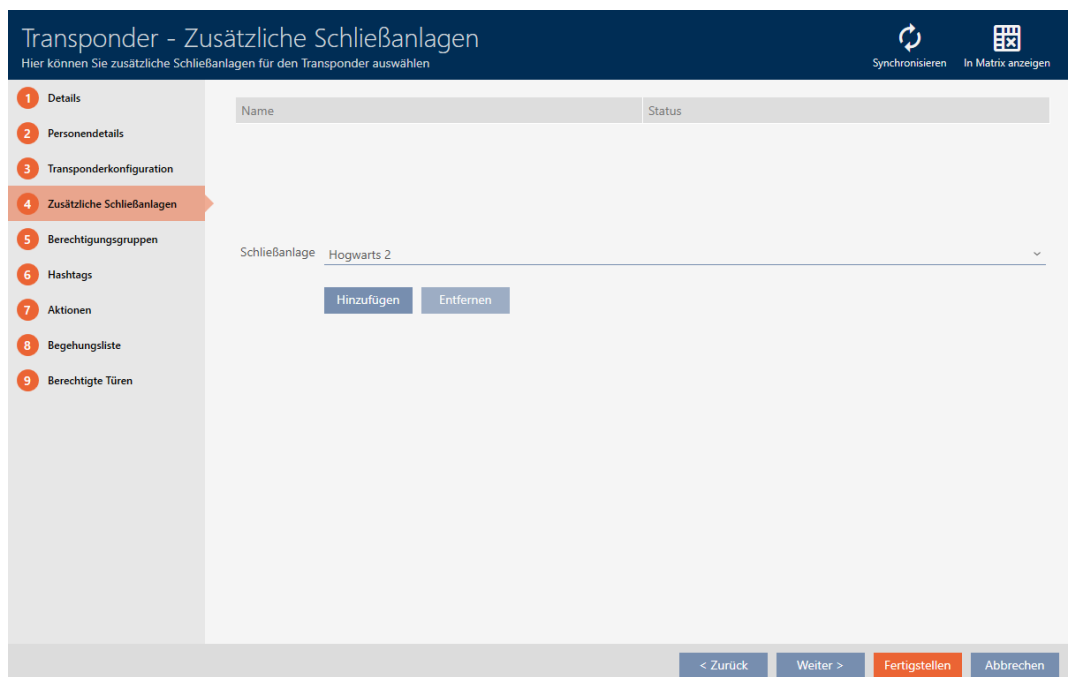 Transponder - Zusätzliche Schließanlagen
Hier können Sie zusätzliche Schließanlagen für den Transponder auswählen
Synchronisieren
In Matrix anzeigen
1 Details
2 Personendetails
3 Transponderkonfiguration
4 Zusätzliche Schließanlagen
5 Berechtigungsgruppen
6 Hashtags
7 Aktionen
8 Begehungsliste
9 Berechtigte Türen
Name Status
Schließanlage Hogwarts 2
Hinzufügen Entfernen
< Zurück Weiter > Fertigstellen Abbrechen